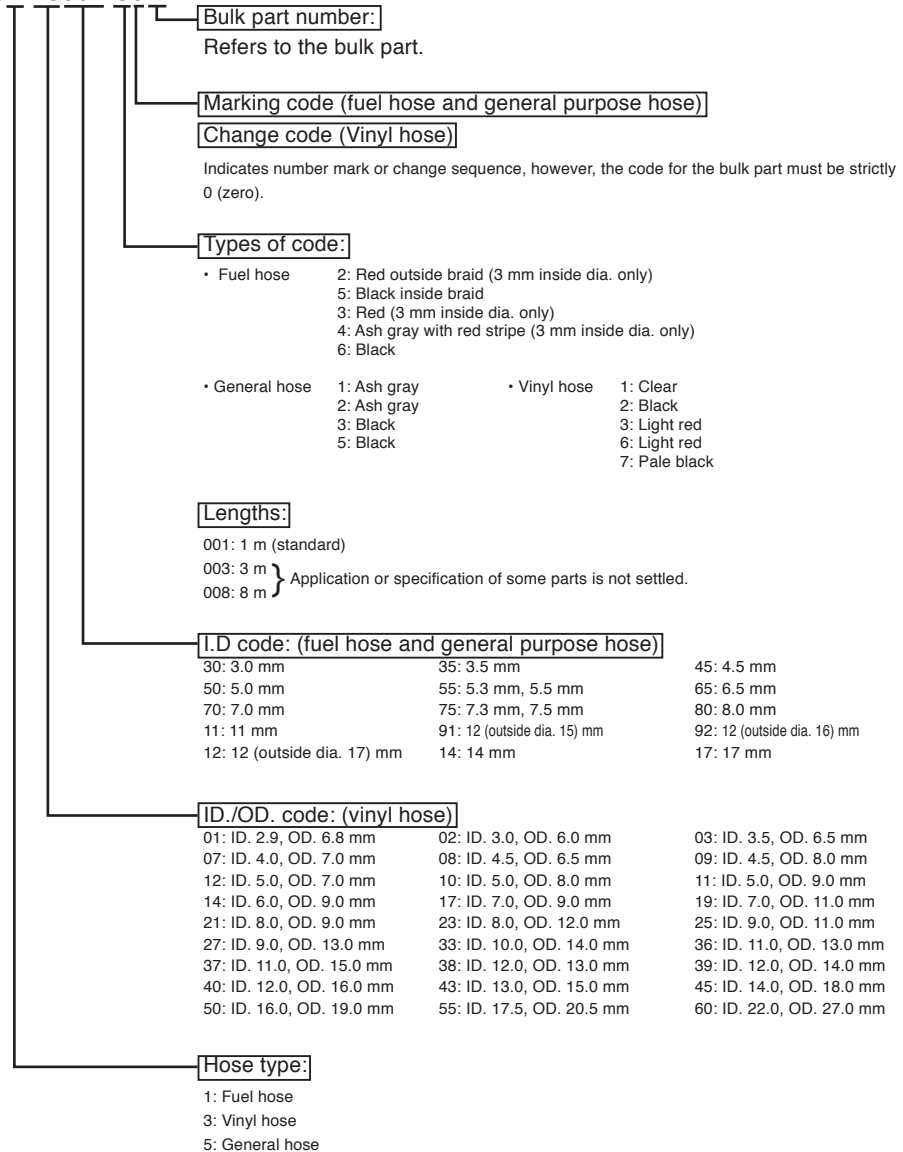 Bulk part number:
Refers to the bulk part.
Marking code (fuel hose and general purpose hose)
Change code (Vinyl hose)
Indicates number mark or change sequence, however, the code for the bulk part must be strictly
0 (zero).
Types of code:
• Fuel hose 2: Red outside braid (3 mm inside dia. only)
5: Black inside braid
3: Red (3 mm inside dia. only)
4: Ash gray with red stripe (3 mm inside dia. only)
6: Black
• General hose 1: Ash gray • Vinyl hose 1: Clear
2: Ash gray 2: Black
3: Black 3: Light red
5: Black 6: Light red
7: Pale black
Lengths:
001: 1 m (standard)
003: 3 m
} Application or specification of some parts is not settled.
008: 8 m
I.D code: (fuel hose and general purpose hose)
30: 3.0 mm 35: 3.5 mm 45: 4.5 mm
50: 5.0 mm 55: 5.3 mm, 5.5 mm 65: 6.5 mm
70: 7.0 mm 75: 7.3 mm, 7.5 mm 80: 8.0 mm
11: 11 mm 91: 12 (outside dia. 15) mm 92: 12 (outside dia. 16) mm
12: 12 (outside dia. 17) mm 14: 14 mm 17: 17 mm
ID./OD. code: (vinyl hose)
01: ID. 2.9, OD. 6.8 mm 02: ID. 3.0, OD. 6.0 mm 03: ID. 3.5, OD. 6.5 mm
07: ID. 4.0, OD. 7.0 mm 08: ID. 4.5, OD. 6.5 mm 09: ID. 4.5, OD. 8.0 mm
12: ID. 5.0, OD. 7.0 mm 10: ID. 5.0, OD. 8.0 mm 11: ID. 5.0, OD. 9.0 mm
14: ID. 6.0, OD. 9.0 mm 17: ID. 7.0, OD. 9.0 mm 19: ID. 7.0, OD. 11.0 mm
21: ID. 8.0, OD. 9.0 mm 23: ID. 8.0, OD. 12.0 mm 25: ID. 9.0, OD. 11.0 mm
27: ID. 9.0, OD. 13.0 mm 33: ID. 10.0, OD. 14.0 mm 36: ID. 11.0, OD. 13.0 mm
37: ID. 11.0, OD. 15.0 mm 38: ID. 12.0, OD. 13.0 mm 39: ID. 12.0, OD. 14.0 mm
40: ID. 12.0, OD. 16.0 mm 43: ID. 13.0, OD. 15.0 mm 45: ID. 14.0, OD. 18.0 mm
50: ID. 16.0, OD. 19.0 mm 55: ID. 17.5, OD. 20.5 mm 60: ID. 22.0, OD. 27.0 mm
Hose type:
1: Fuel hose
3: Vinyl hose
5: General hose